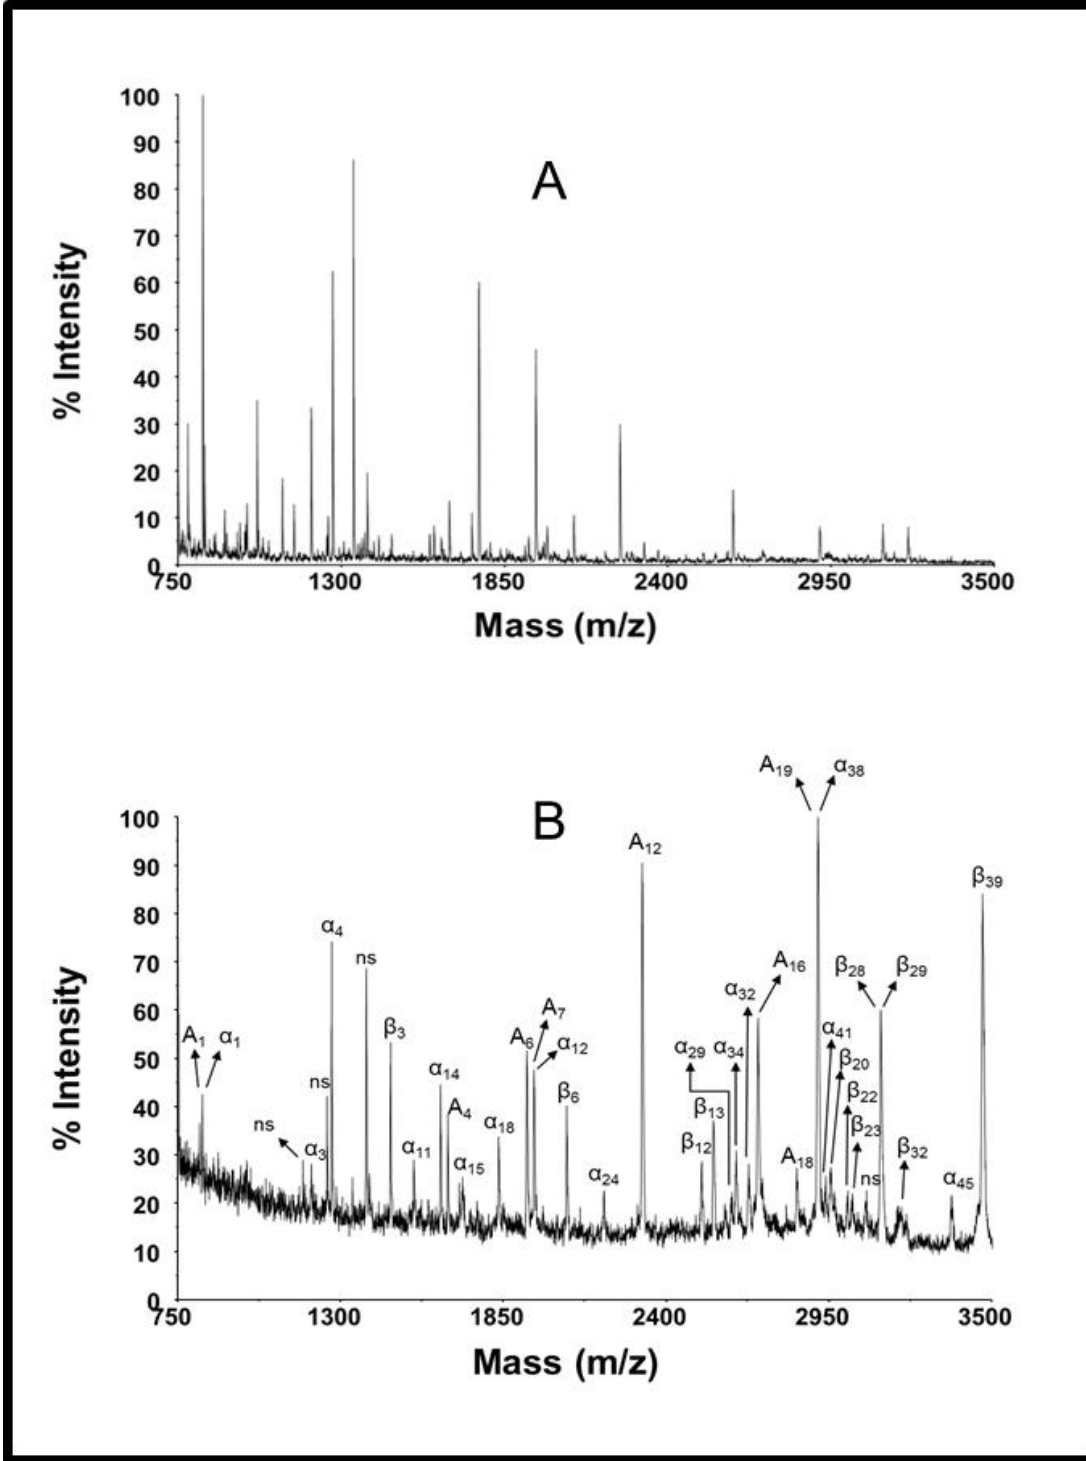 A
% Intensity
100
90
80
70
60
50
40
30
20
10
0
750 1300 1850 2400 2950 3500
Mass (m/z)
B
% Intensity
100
90
80
70
60
50
40
30
20
10
0
A₁₉ α₃₈
A₁₂
β₃₉
α₄
ns
A₁₆
β₂₈ β₂₉
α₃₂
A₁ α₁
β₃
A₆
A₇
α₁₂
α₂₉
α₃₄
α₄₁
β₂₀
ns
α₁₄
A₄
β₆
β₁₃
β₂₂
β₂₃
ns
α₃
α₁₁
α₁₅
α₁₈
α₂₄
β₁₂
A₁₈
ns
β₃₂
α₄₅
750 1300 1850 2400 2950 3500
Mass (m/z)